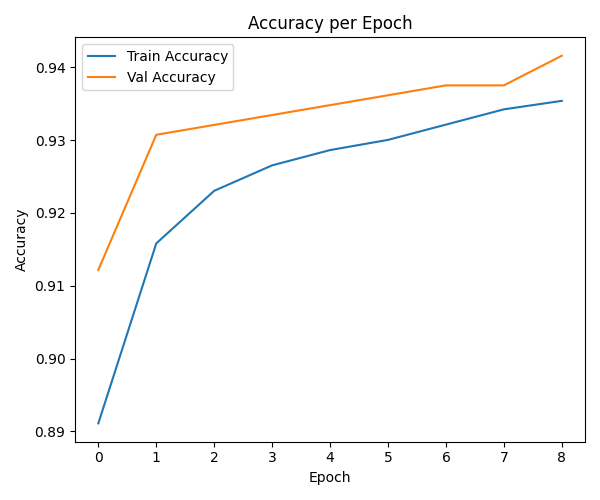 Accuracy per Epoch
Train Accuracy
Val Accuracy
0.94
0.93
0.92
0.91
0.90
0.89
Accuracy
0 1 2 3 4 5 6 7 8
Epoch